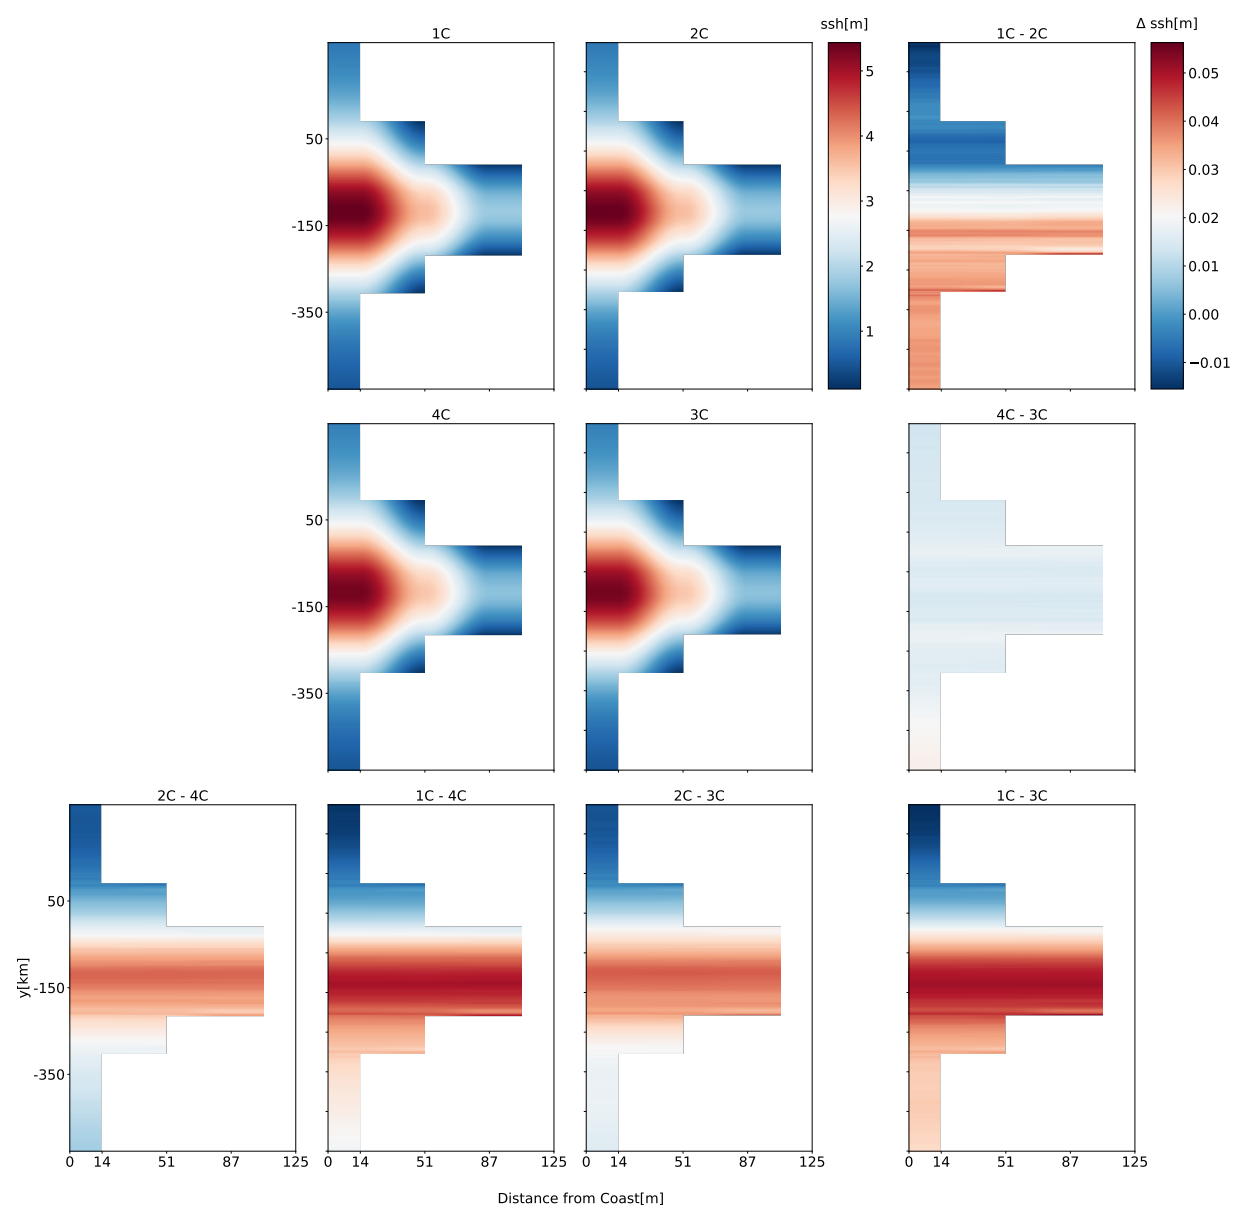 ssh[m]
Δ ssh[m]
1C
2C
1C - 2C
50
-150
-350
5
4
3
2
1
0.05
0.04
0.03
0.02
0.01
0.00
−0.01
4C
3C
4C - 3C
50
-150
-350
2C - 4C
1C - 4C
2C - 3C
1C - 3C
y[km]
50
-150
-350
0 14 51 87 125
0 14 51 87 125
0 14 51 87 125
0 14 51 87 125
Distance from Coast[m]